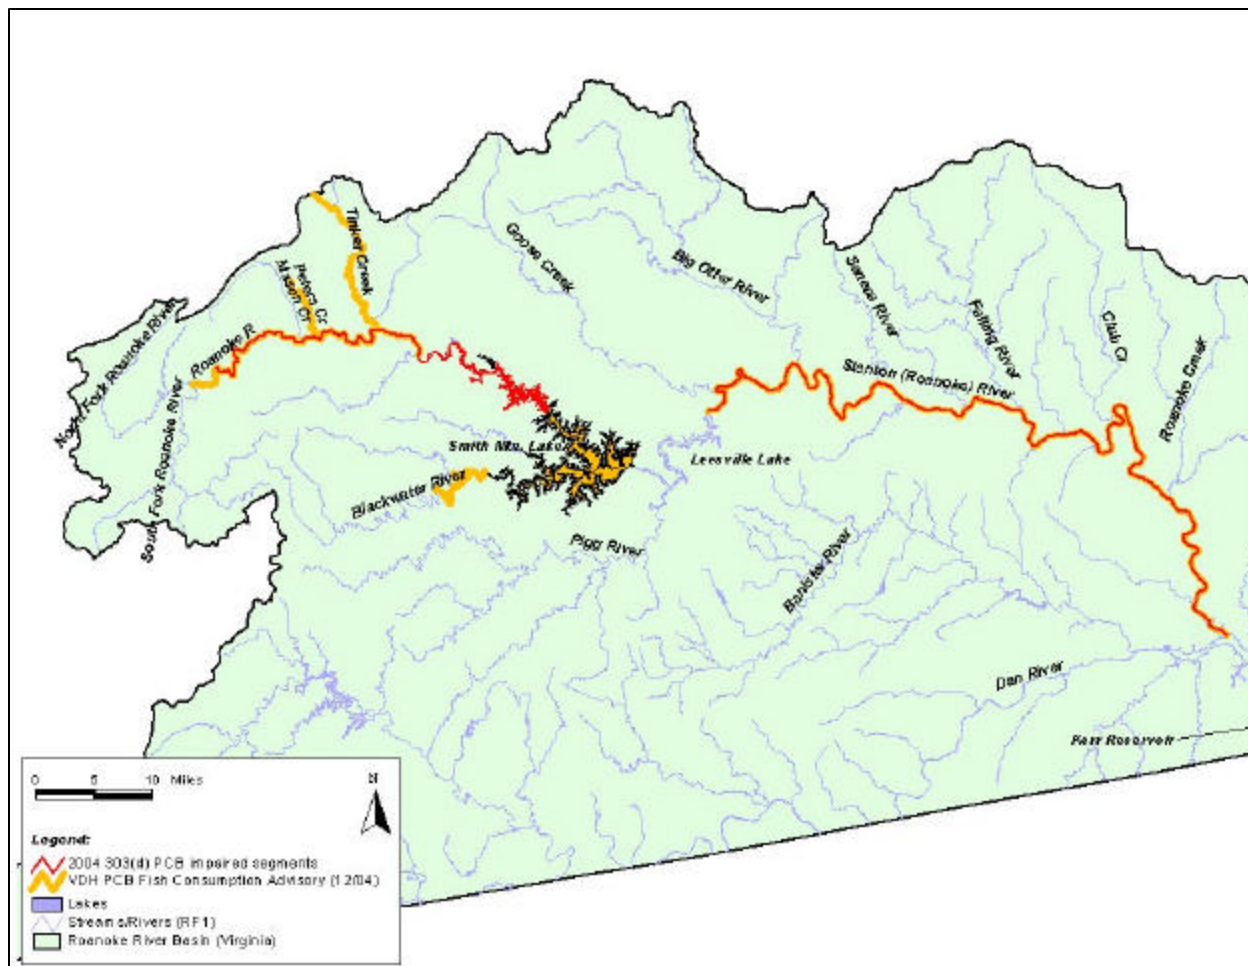 Tinker Creek
Goose Creek
Big Otter River
Seneca River
Falling River
Club Cr
Roanoke Creek
Peters Cr
Mason Cr
North Fork Roanoke River
Roanoke R
South Fork Roanoke River
Stanton (Roanoke) River
Smith Mtn. Lake
Leesville Lake
Blackwater River
Pigg River
Banister River
Dan River
Kerr Reservoir
0 5 10 Miles
N
Legend:
2004 303(d) PCB impaired segments
VDH PCB Fish Consumption Advisory (12/04)
Lakes
Streams/Rivers (RF1)
Roanoke River Basin (Virginia)